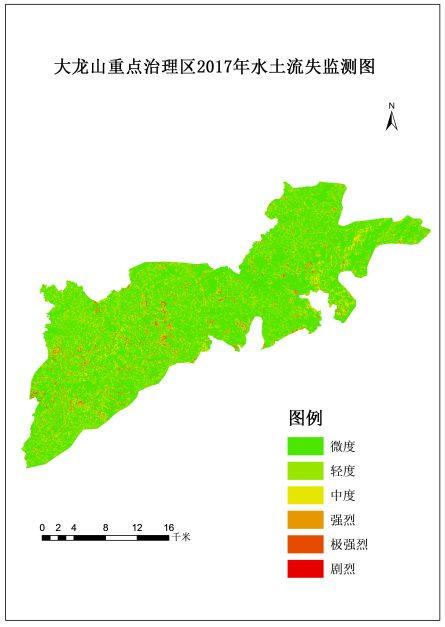 大龙山重点治理区2017年水土流失监测图
N
图例
微度
轻度
中度
强烈
极强烈
剧烈
0 2 4 8 12 16
千米